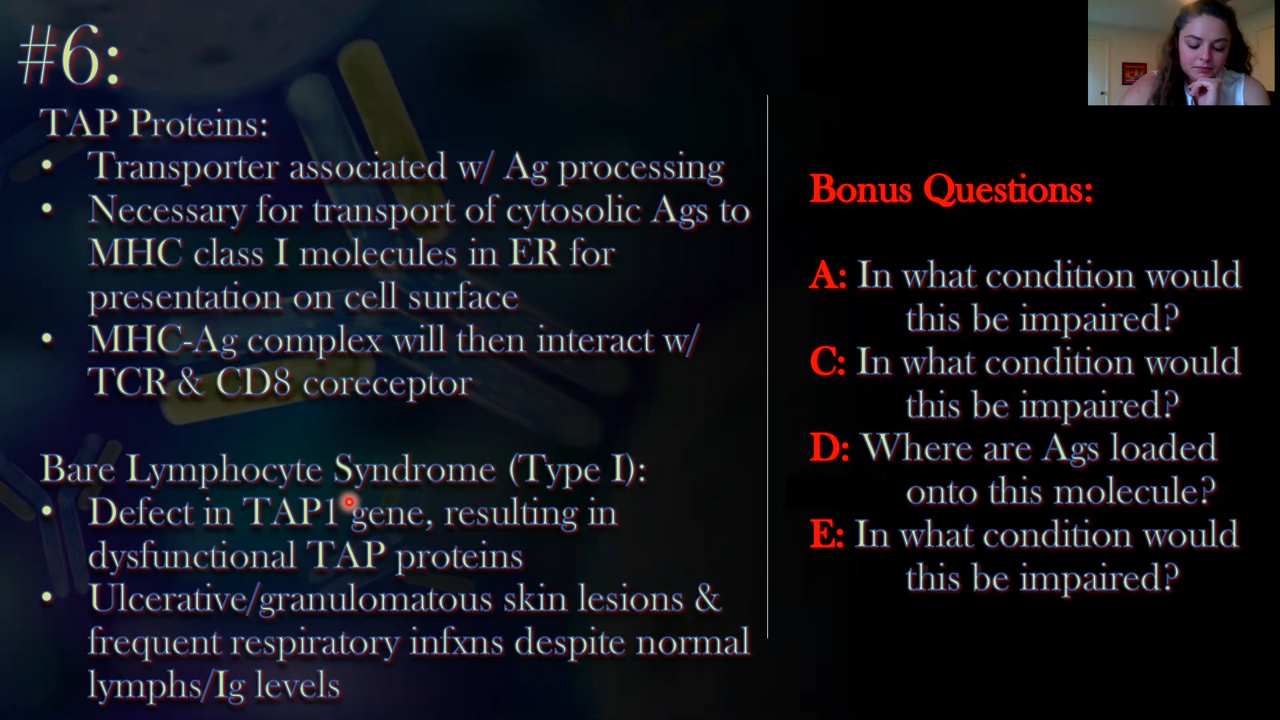 #6:
TAP Proteins:
• Transporter associated w/ Ag processing
• Necessary for transport of cytosolic Ags to
MHC class I molecules in ER for
presentation on cell surface
• MHC-Ag complex will then interact w/
TCR & CD8 coreceptor
Bare Lymphocyte Syndrome (Type I):
• Defect in TAP1 gene, resulting in
dysfunctional TAP proteins
• Ulcerative/granulomatous skin lesions &
frequent respiratory infxns despite normal
lymphs/Ig levels
Bonus Questions:
A: In what condition would
this be impaired?
C: In what condition would
this be impaired?
D: Where are Ags loaded
onto this molecule?
E: In what condition would
this be impaired?